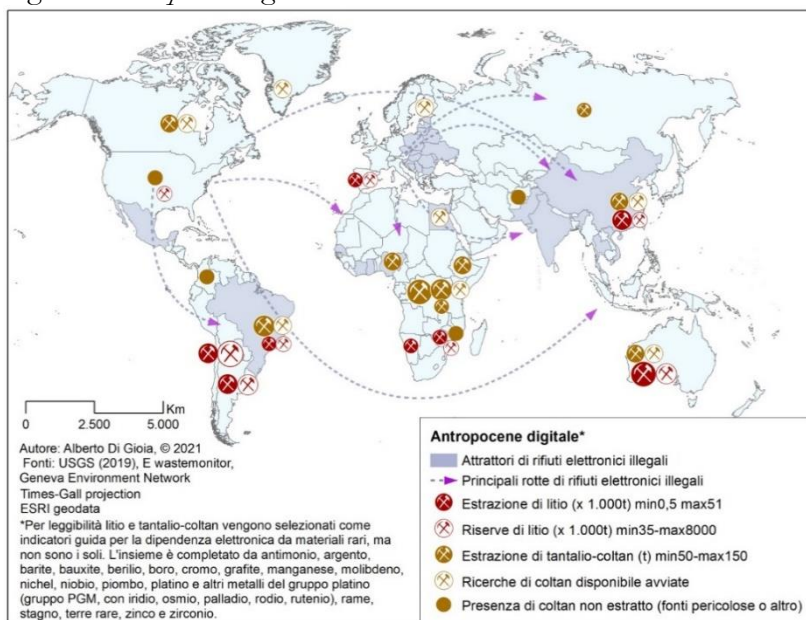 Km
0 2.500 5.000
Autore: Alberto Di Gioia, © 2021
Fonti: USGS (2019), E wastemonitor,
Geneva Environment Network
Times-Gall projection
ESRI geodata
*Per leggibilità litio e tantalio-coltan vengono selezionati come
indicatori guida per la dipendenza elettronica da materiali rari, ma
non sono i soli. L'insieme è completato da antimonio, argento,
barite, bauxite, berilio, boro, cromo, grafite, manganese, molibdeno,
nichel, niobio, piombo, platino e altri metalli del gruppo platino
(gruppo PGM, con iridio, osmio, palladio, rodio, rutenio), rame,
stagno, terre rare, zinco e zirconio.
Antropocene digitale*
Attrattori di rifiuti elettronici illegali
Principali rotte di rifiuti elettronici illegali
Estrazione di litio (x 1.000t) min0,5 max51
Riserve di litio (x 1.000t) min35-max8000
Estrazione di tantalio-coltan (t) min50-max150
Ricerche di coltan disponibile avviate
Presenza di coltan non estratto (fonti pericolose o altro)